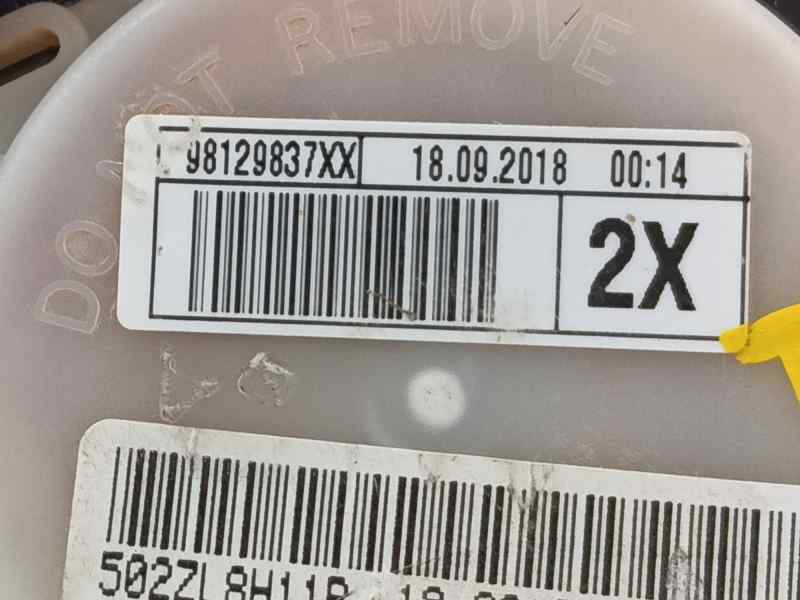 DO NOT REMOVE
98129837XX 18.09.2018 00:14
2X